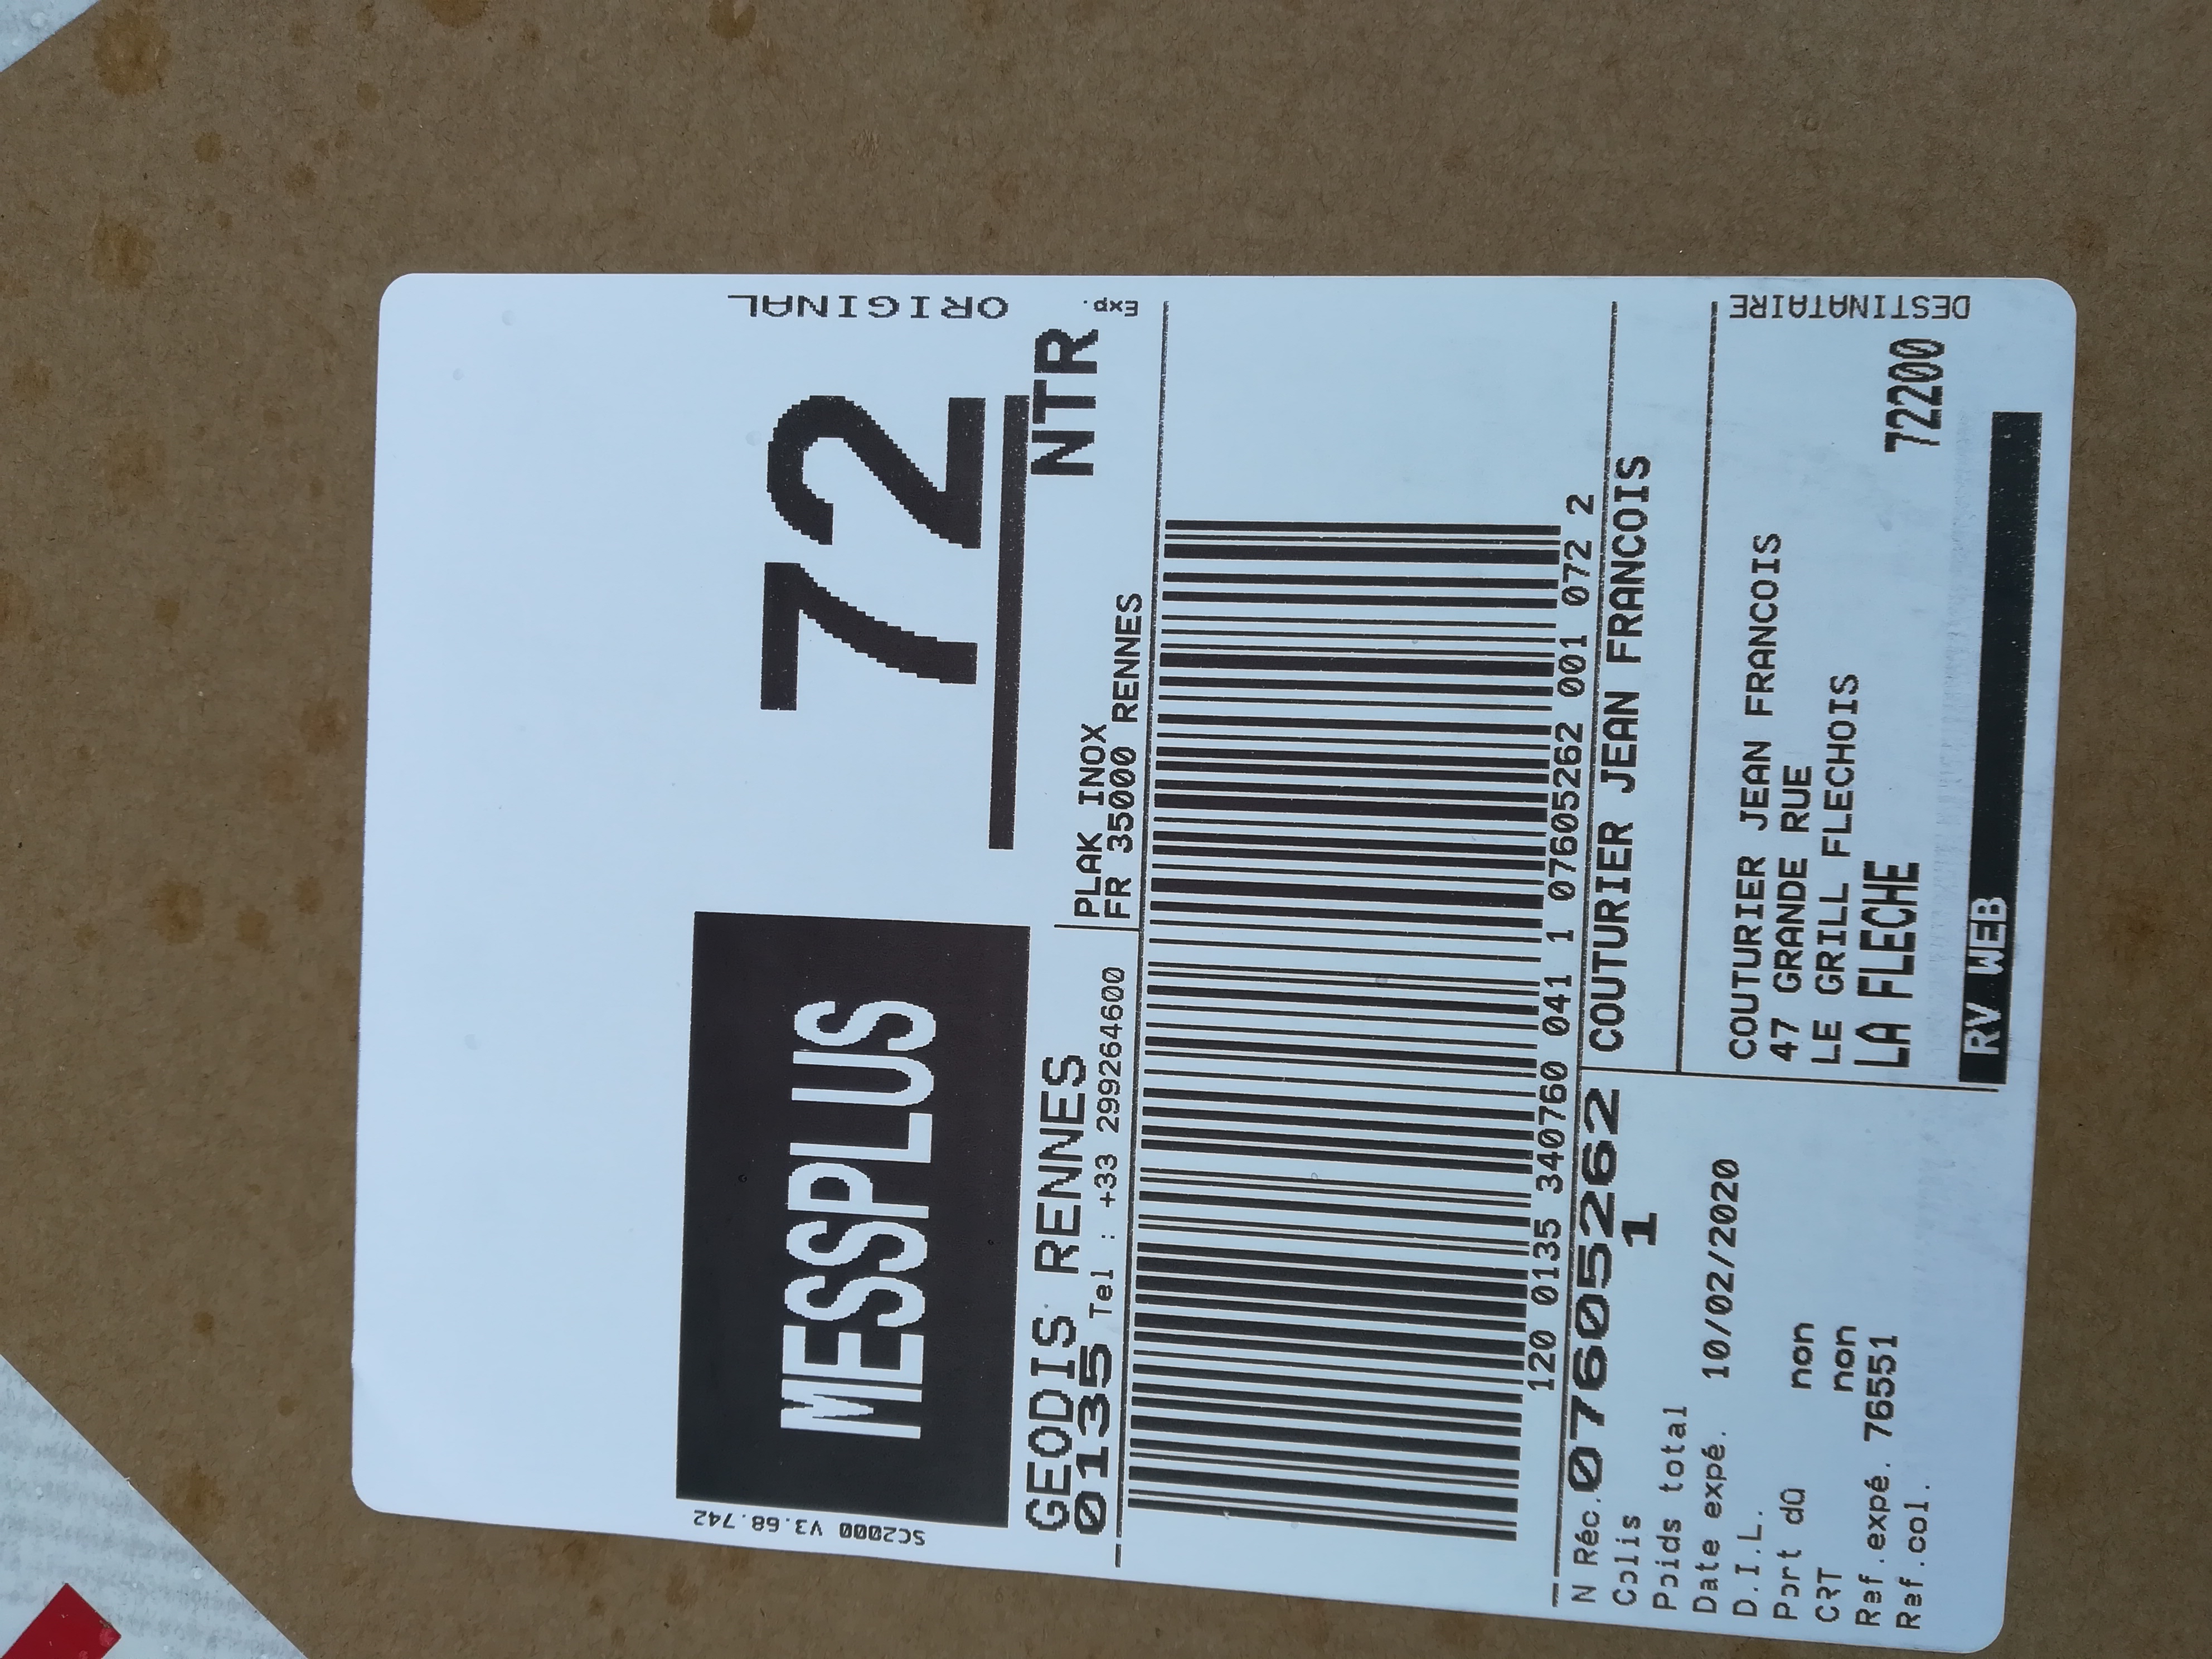 SC2000 V3.68.742
ORIGINAL
MESSPLUS
72
NTR
GEODIS RENNES
0135 Tel : +33 299264600
Exp.
PLAK INOX
FR 35000 RENNES
120 0135 340760 041 1 07605262 001 072 2
N Réc. 07605262
COUTURIER JEAN FRANCOIS
Colis 1
Poids total
Date expé. 10/02/2020
D.I.L.
Port dû non
CRT non
Ref.expé. 76551
Ref.col.
DESTINATAIRE
COUTURIER JEAN FRANCOIS
47 GRANDE RUE
LE GRILL FLECHOIS
LA FLECHE 72200
RV WEB